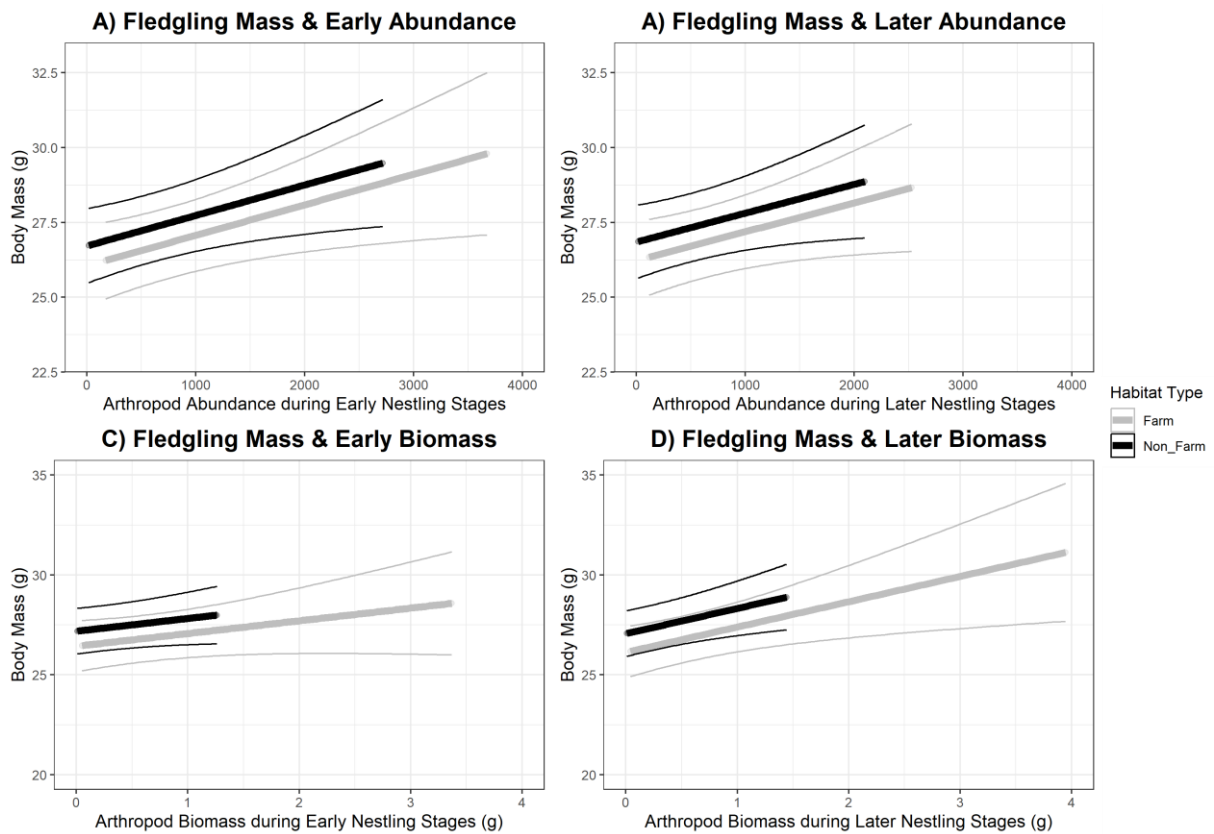 A) Fledgling Mass & Early Abundance
A) Fledgling Mass & Later Abundance
32.5
30.0
27.5
25.0
22.5
Body Mass (g)
0 1000 2000 3000 4000
Arthropod Abundance during Early Nestling Stages
32.5
30.0
27.5
25.0
22.5
Body Mass (g)
0 1000 2000 3000 4000
Arthropod Abundance during Later Nestling Stages
C) Fledgling Mass & Early Biomass
D) Fledgling Mass & Later Biomass
35
30
25
20
Body Mass (g)
0 1 2 3 4
Arthropod Biomass during Early Nestling Stages (g)
35
30
25
20
Body Mass (g)
0 1 2 3 4
Arthropod Biomass during Later Nestling Stages (g)
Habitat Type
Farm
Non_Farm